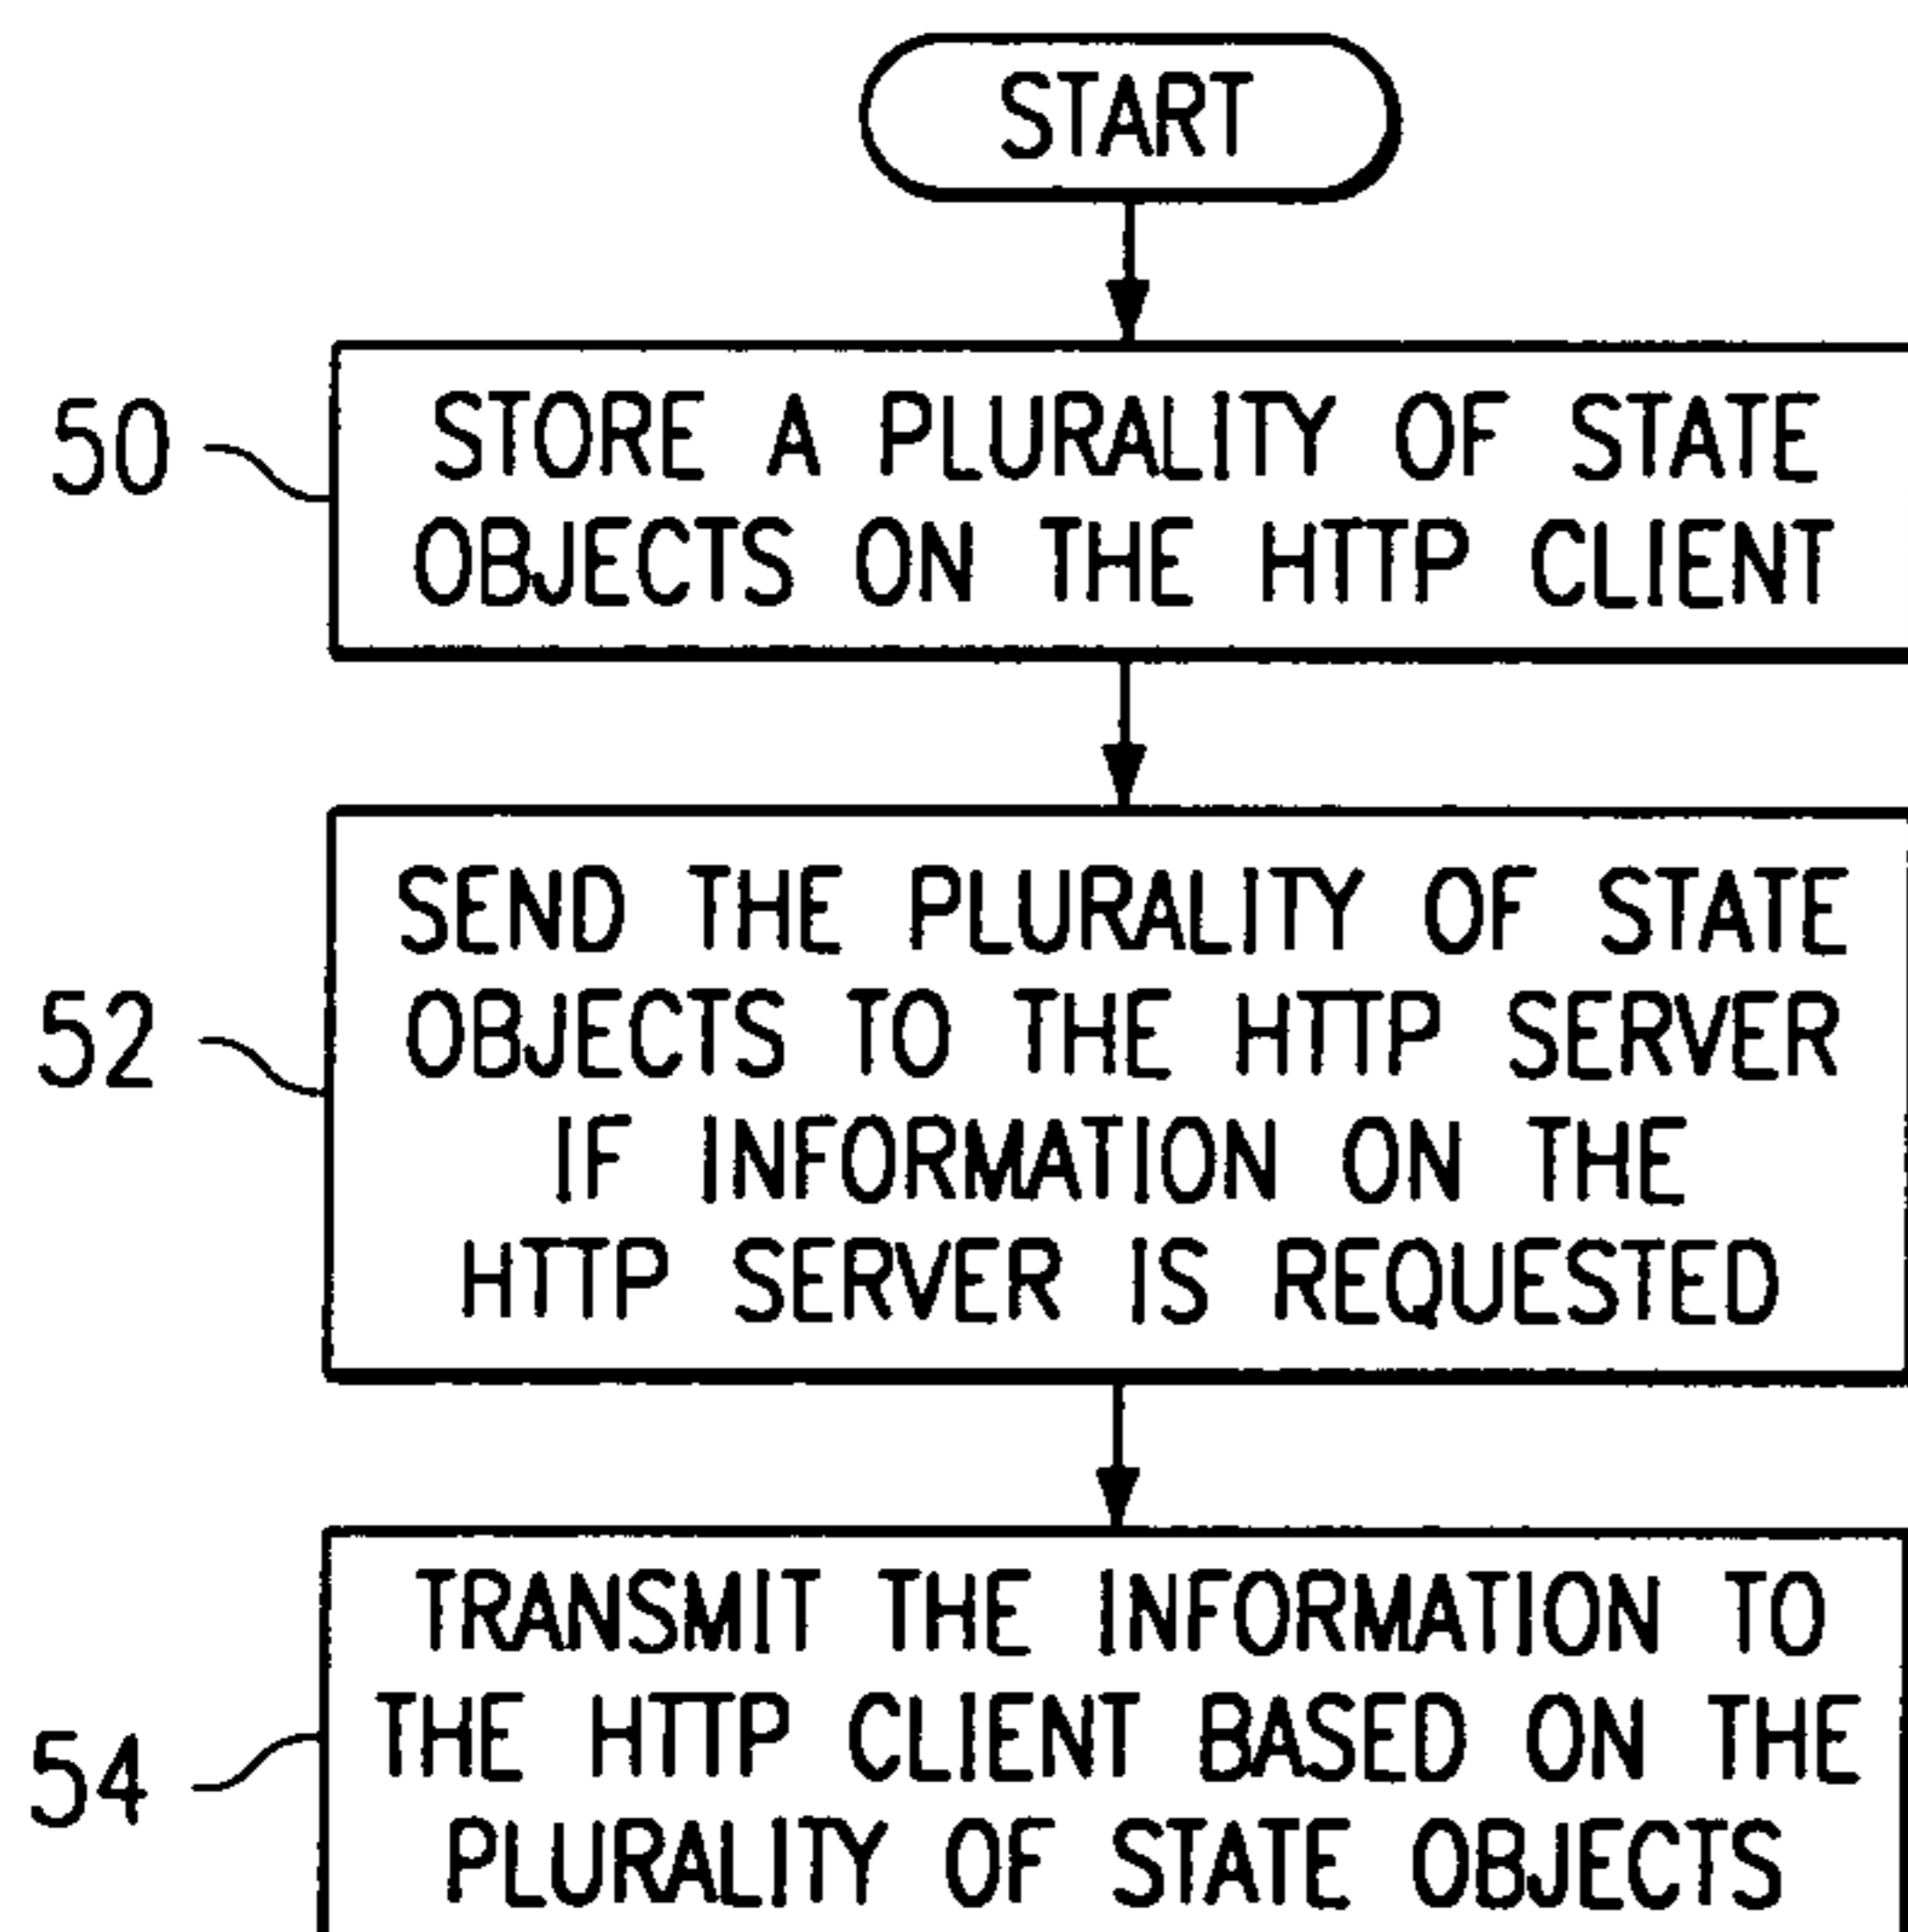 START
50
STORE A PLURALITY OF STATE
OBJECTS ON THE HTTP CLIENT
52
SEND THE PLURALITY OF STATE
OBJECTS TO THE HTTP SERVER
IF INFORMATION ON THE
HTTP SERVER IS REQUESTED
54
TRANSMIT THE INFORMATION TO
THE HTTP CLIENT BASED ON THE
PLURALITY OF STATE OBJECTS